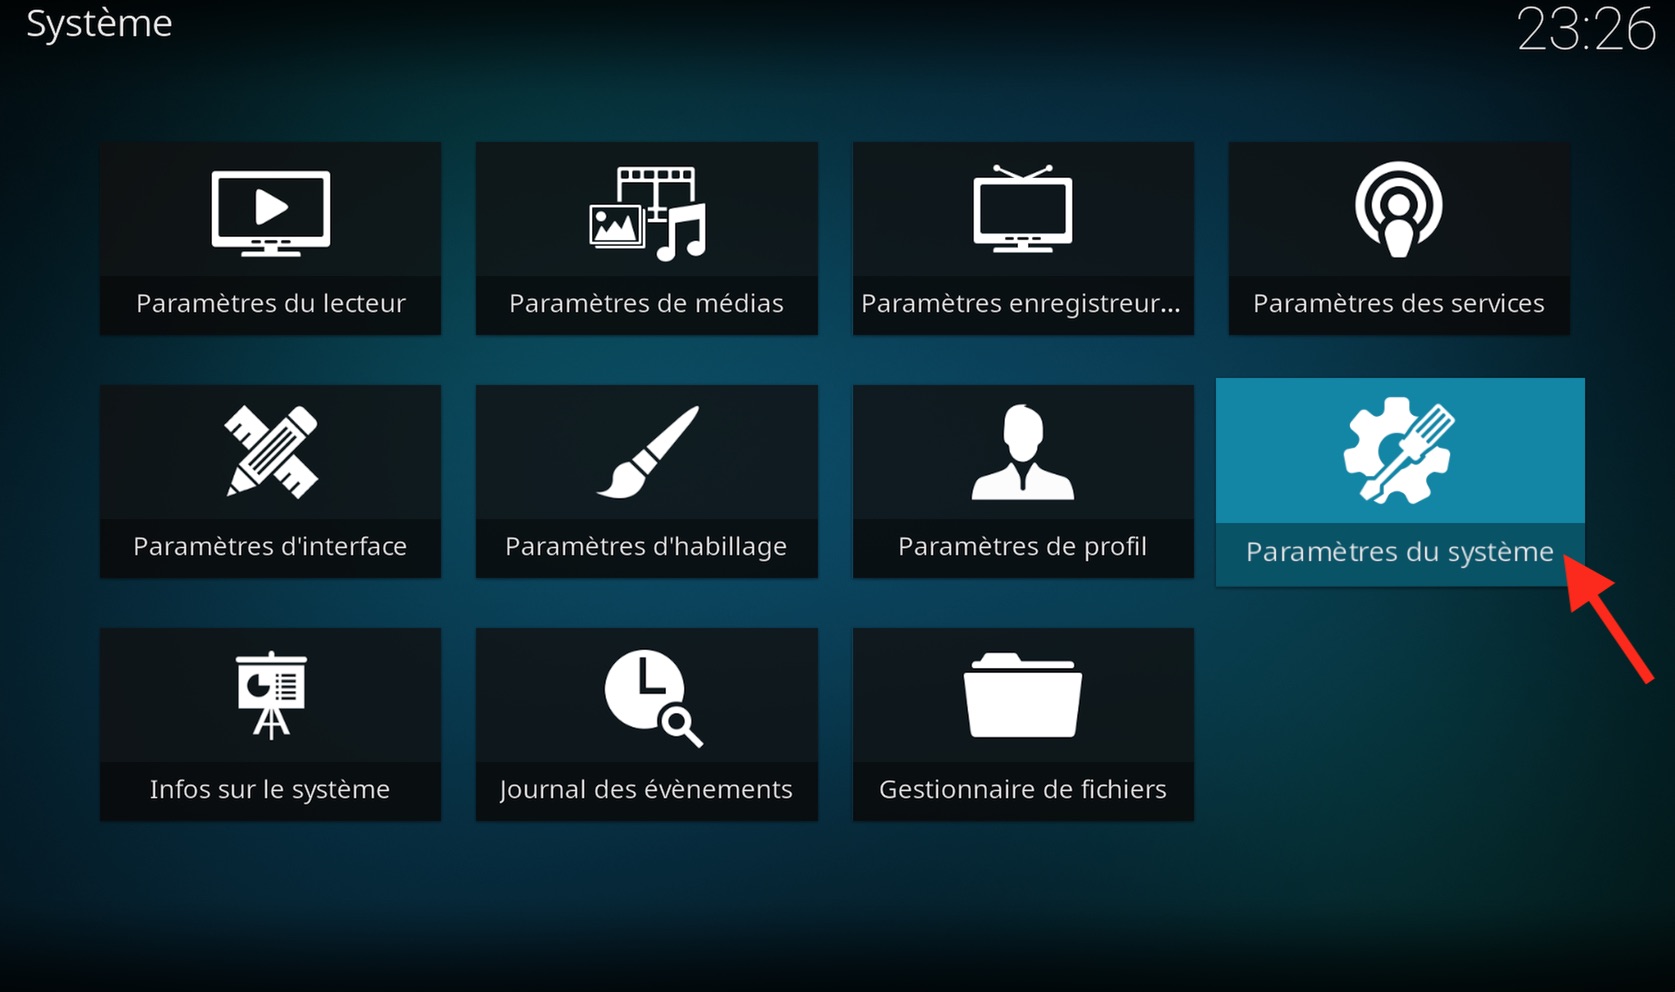 Système
23:26
Paramètres du lecteur
Paramètres de médias
Paramètres enregistreur...
Paramètres des services
Paramètres d'interface
Paramètres d'habillage
Paramètres de profil
Paramètres du système
Infos sur le système
Journal des évènements
Gestionnaire de fichiers